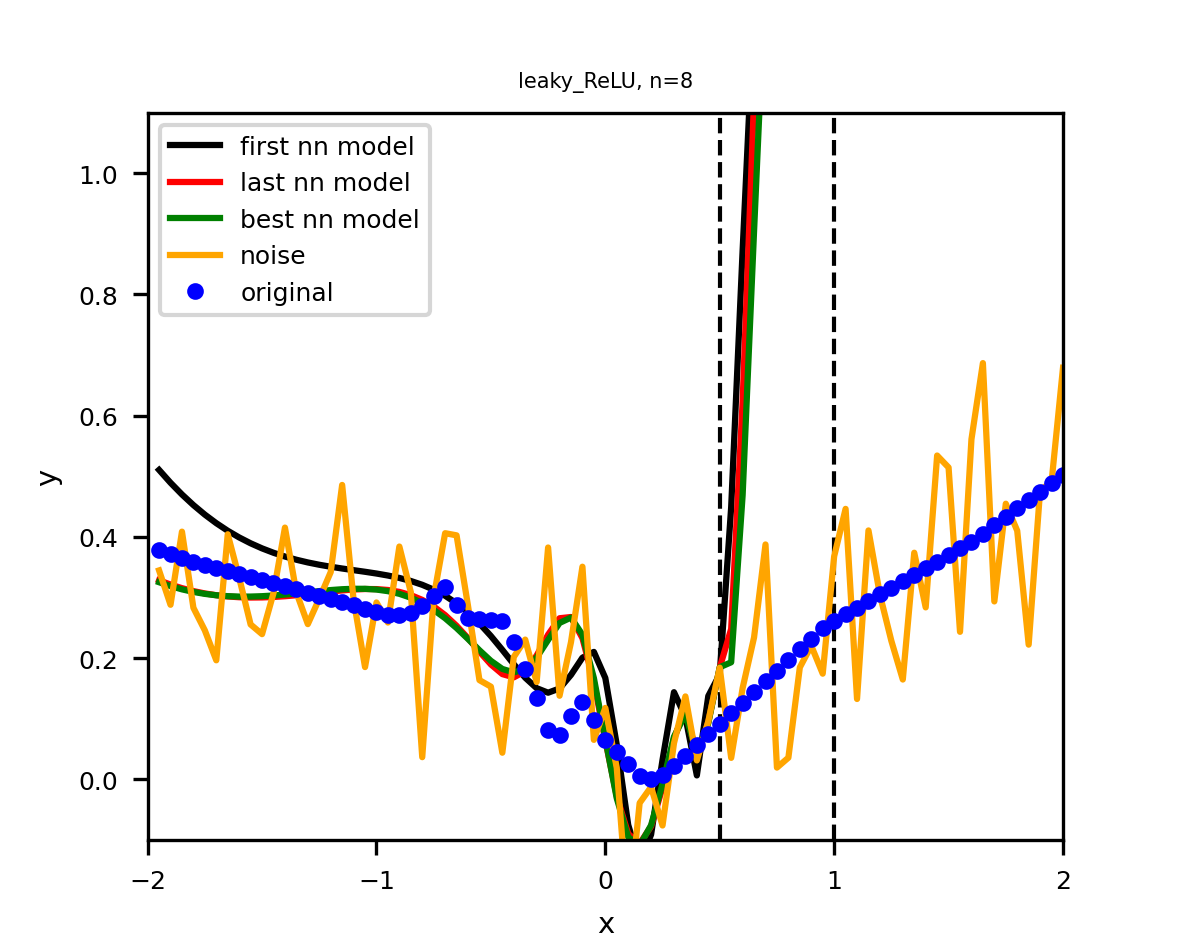 leaky_ReLU, n=8
first nn model
last nn model
best nn model
noise
original
1.0
0.8
0.6
0.4
0.2
0.0
y
−2
−1
0
1
2
x